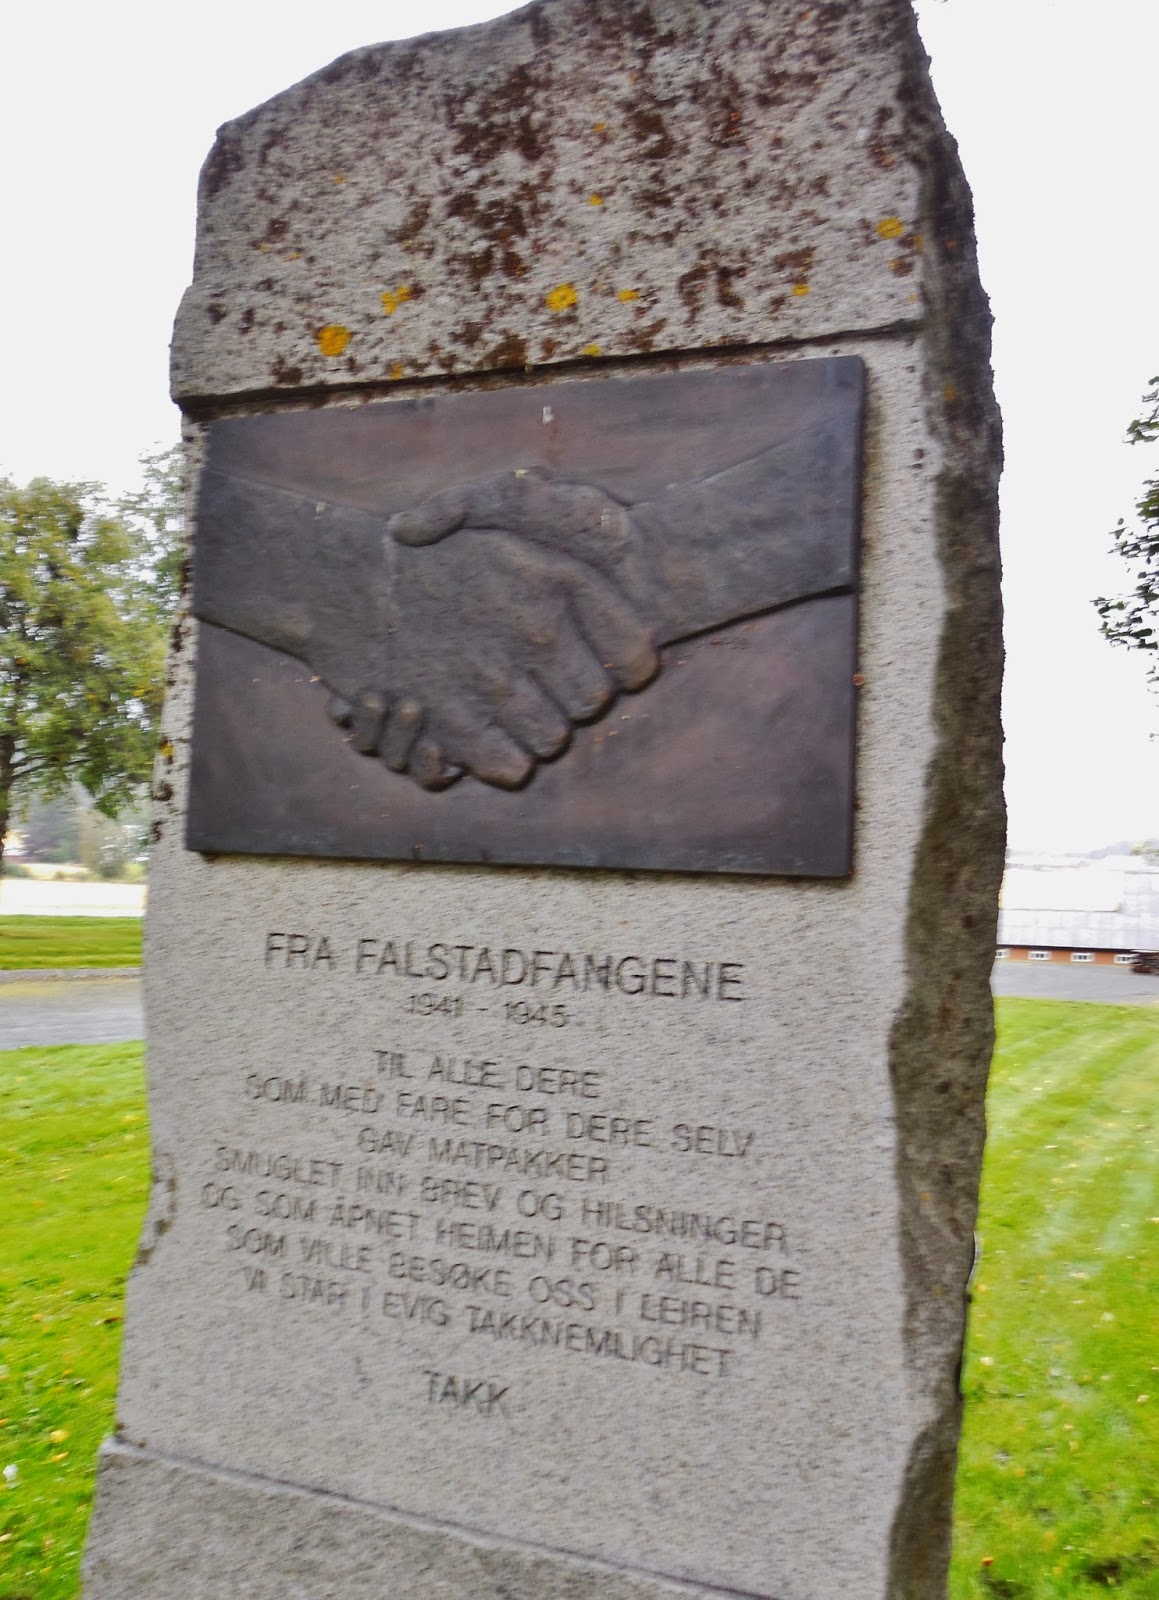 FRA FALSTADFANGENE
1941 - 1945
TIL ALLE DERE
SOM MED FARE FOR DERE SELV
GAV MATPAKKER
SMUGLET INN BREV OG HILSNINGER
OG SOM ÅPNET HEIMEN FOR ALLE DE
SOM VILLE BESØKE OSS I LEIREN
VI STÅR I EVIG TAKKNEMLIGHET
TAKK